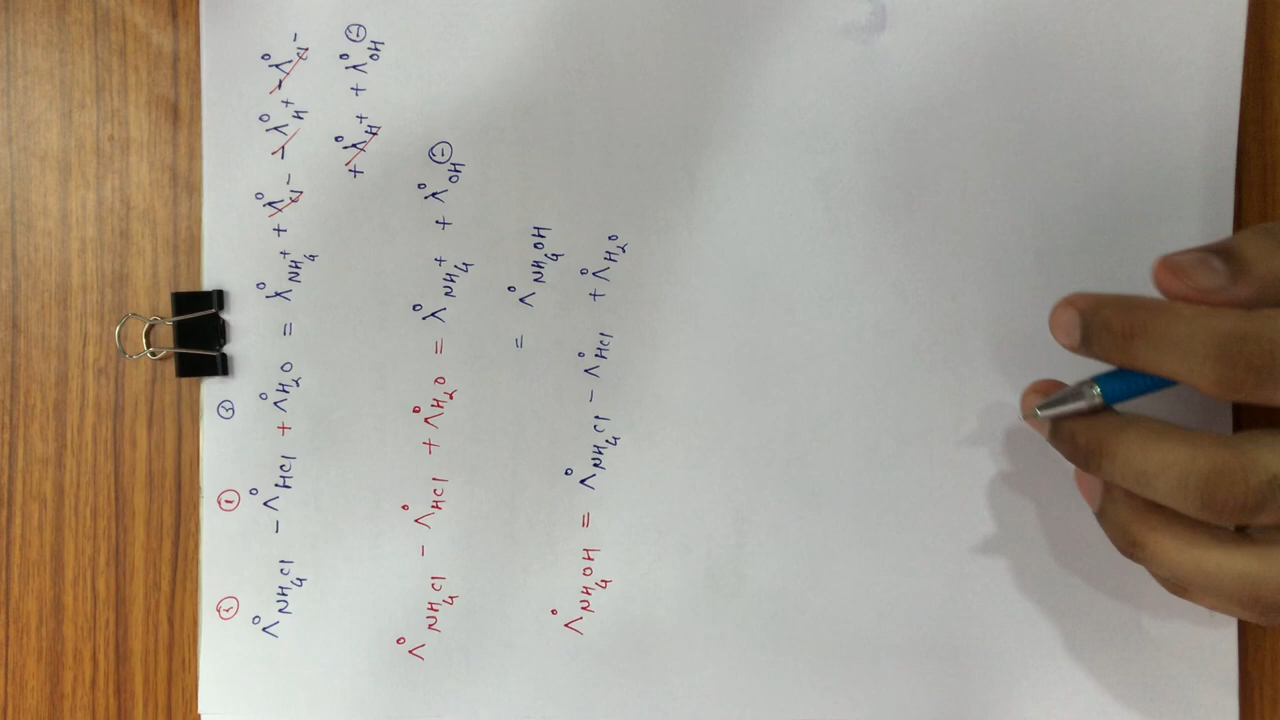 ② ① ③
Λ°NH₄Cl - Λ°HCl + Λ°H₂O = λ°NH₄⁺ + λ°Cl⁻ - λ°H⁺ - λ°Cl⁻
+ λ°H⁺ + λ°OH⊖
Λ°NH₄Cl - Λ°HCl + Λ°H₂O = λ°NH₄⁺ + λ°OH⊖
= Λ°NH₄OH
Λ°NH₄OH = Λ°NH₄Cl - Λ°HCl + Λ°H₂O